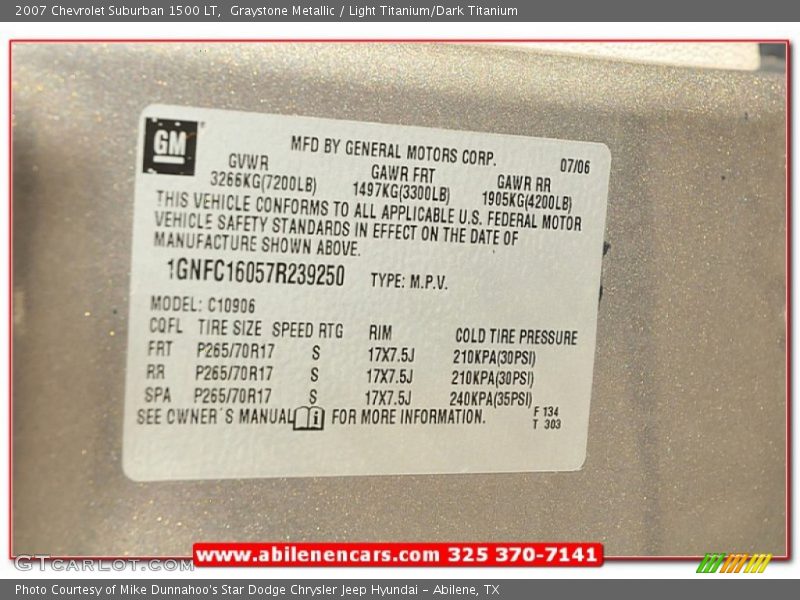 2007 Chevrolet Suburban 1500 LT,  Graystone Metallic / Light Titanium/Dark Titanium
GM
MFD BY GENERAL MOTORS CORP.
07/06
GVWR GAWR FRT GAWR RR
3266KG(7200LB) 1497KG(3300LB) 1905KG(4200LB)
THIS VEHICLE CONFORMS TO ALL APPLICABLE U.S. FEDERAL MOTOR
VEHICLE SAFETY STANDARDS IN EFFECT ON THE DATE OF
MANUFACTURE SHOWN ABOVE.
1GNFC16057R239250 TYPE: M.P.V.
MODEL: C10906
CQFL TIRE SIZE SPEED RTG RIM COLD TIRE PRESSURE
FRT P265/70R17 S 17X7.5J 210KPA(30PSI)
RR P265/70R17 S 17X7.5J 210KPA(30PSI)
SPA P265/70R17 S 17X7.5J 240KPA(35PSI)
SEE OWNER'S MANUAL i FOR MORE INFORMATION.
F 134
T 303
www.abilenencars.com 325 370-7141
GTcarlot.com
Photo Courtesy of Mike Dunnahoo's Star Dodge Chrysler Jeep Hyundai - Abilene, TX